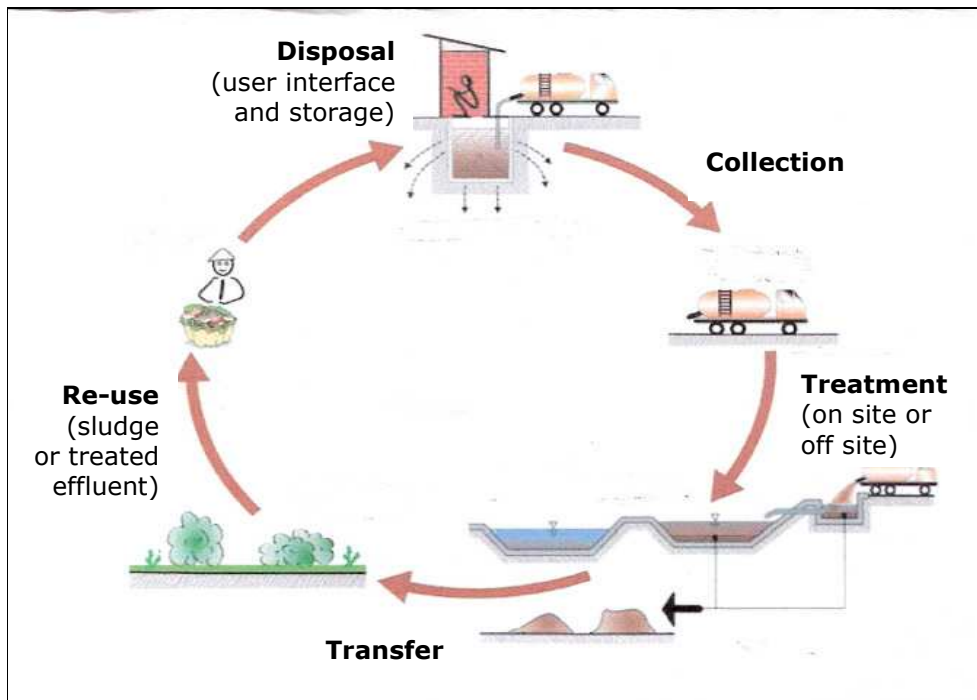 Disposal
(user interface
and storage)
Collection
Treatment
(on site or
off site)
Transfer
Re-use
(sludge
or treated
effluent)